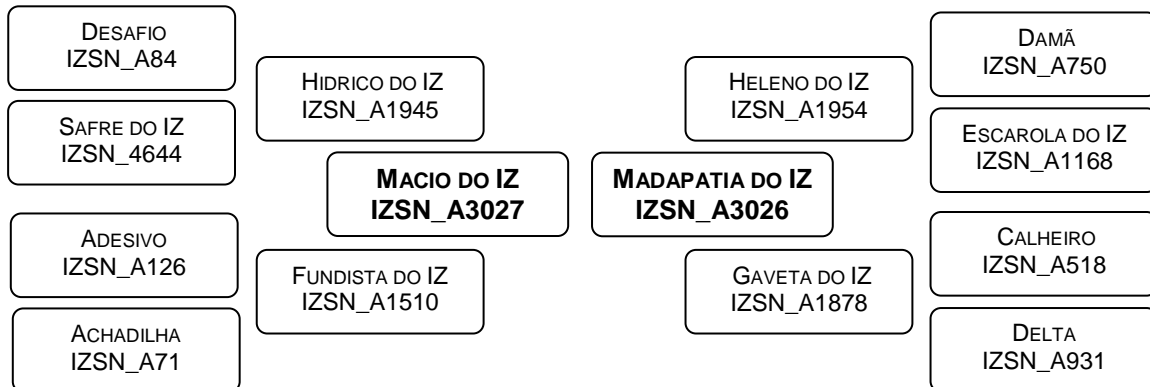 DESAFIO
IZSN_A84
SAFRE DO IZ
IZSN_4644
ADESIVO
IZSN_A126
ACHADILHA
IZSN_A71
HIDRICO DO IZ
IZSN_A1945
FUNDISTA DO IZ
IZSN_A1510
MACIO DO IZ
IZSN_A3027
MADAPATIA DO IZ
IZSN_A3026
HELENO DO IZ
IZSN_A1954
GAVETA DO IZ
IZSN_A1878
DAMÃ
IZSN_A750
ESCAROLA DO IZ
IZSN_A1168
CALHEIRO
IZSN_A518
DELTA
IZSN_A931